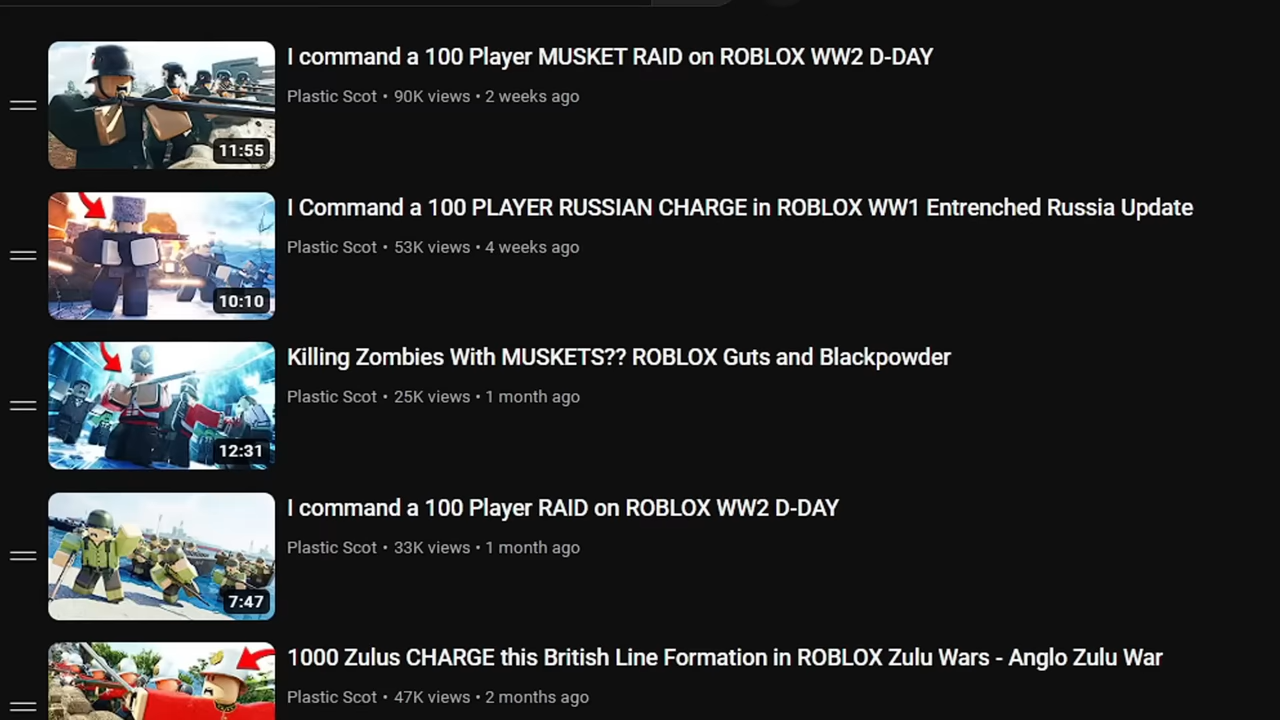 I command a 100 Player MUSKET RAID on ROBLOX WW2 D-DAY
Plastic Scot • 90K views • 2 weeks ago
11:55
I Command a 100 PLAYER RUSSIAN CHARGE in ROBLOX WW1 Entrenched Russia Update
Plastic Scot • 53K views • 4 weeks ago
10:10
Killing Zombies With MUSKETS?? ROBLOX Guts and Blackpowder
Plastic Scot • 25K views • 1 month ago
12:31
I command a 100 Player RAID on ROBLOX WW2 D-DAY
Plastic Scot • 33K views • 1 month ago
7:47
1000 Zulus CHARGE this British Line Formation in ROBLOX Zulu Wars - Anglo Zulu War
Plastic Scot • 47K views • 2 months ago